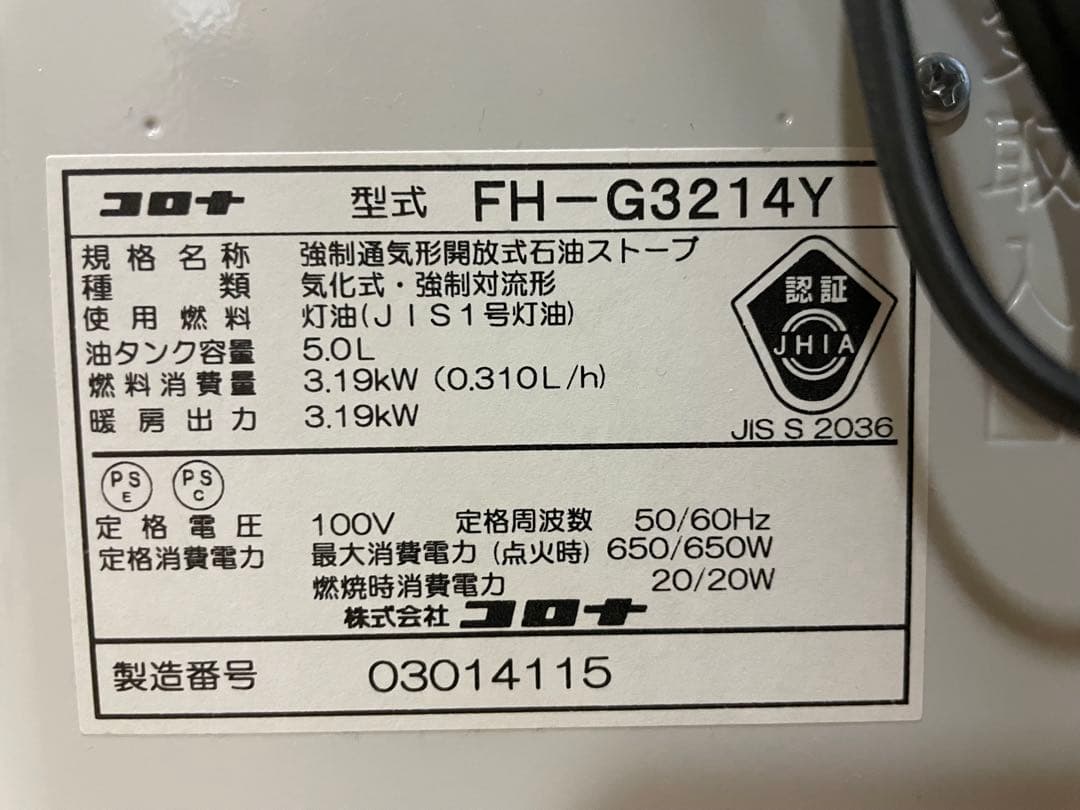 コロナ 型式 FH-G3214Y
規格名称 強制通気形開放式石油ストーブ
種類 気化式・強制対流形
使用燃料 灯油(JIS1号灯油)
油タンク容量 5.0L
燃料消費量 3.19kW (0.310L/h)
暖房出力 3.19kW
認証
JHIA
JIS S 2036
PS E PS C
定格電圧 100V 定格周波数 50/60Hz
定格消費電力 最大消費電力(点火時) 650/650W
燃焼時消費電力 20/20W
株式会社 コロナ
製造番号 03014115
取
入